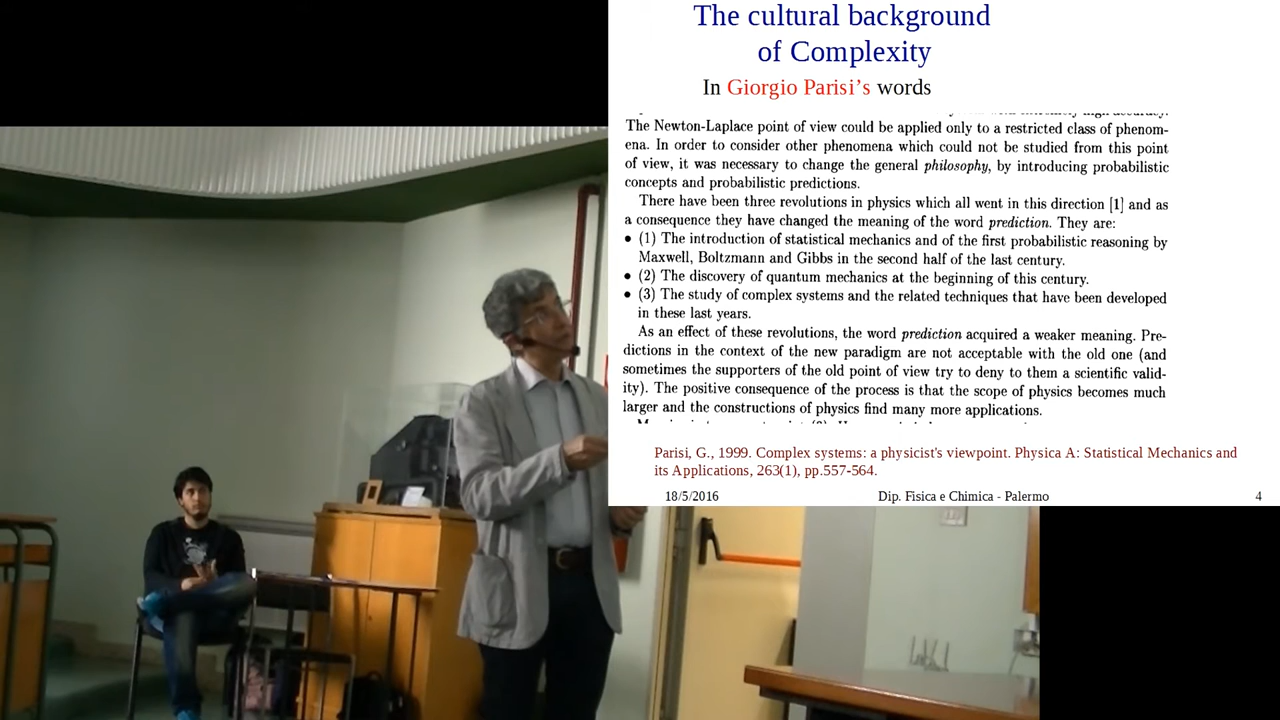 The cultural background
of Complexity
In Giorgio Parisi's words
The Newton-Laplace point of view could be applied only to a restricted class of phenom-
ena. In order to consider other phenomena which could not be studied from this point
of view, it was necessary to change the general philosophy, by introducing probabilistic
concepts and probabilistic predictions.
There have been three revolutions in physics which all went in this direction [1] and as
a consequence they have changed the meaning of the word prediction. They are:
• (1) The introduction of statistical mechanics and of the first probabilistic reasoning by
Maxwell, Boltzmann and Gibbs in the second half of the last century.
• (2) The discovery of quantum mechanics at the beginning of this century.
• (3) The study of complex systems and the related techniques that have been developed
in these last years.
As an effect of these revolutions, the word prediction acquired a weaker meaning. Pre-
dictions in the context of the new paradigm are not acceptable with the old one (and
sometimes the supporters of the old point of view try to deny to them a scientific valid-
ity). The positive consequence of the process is that the scope of physics becomes much
larger and the constructions of physics find many more applications.
Parisi, G., 1999. Complex systems: a physicist's viewpoint. Physica A: Statistical Mechanics and
its Applications, 263(1), pp.557-564.
18/5/2016 Dip. Fisica e Chimica - Palermo 4